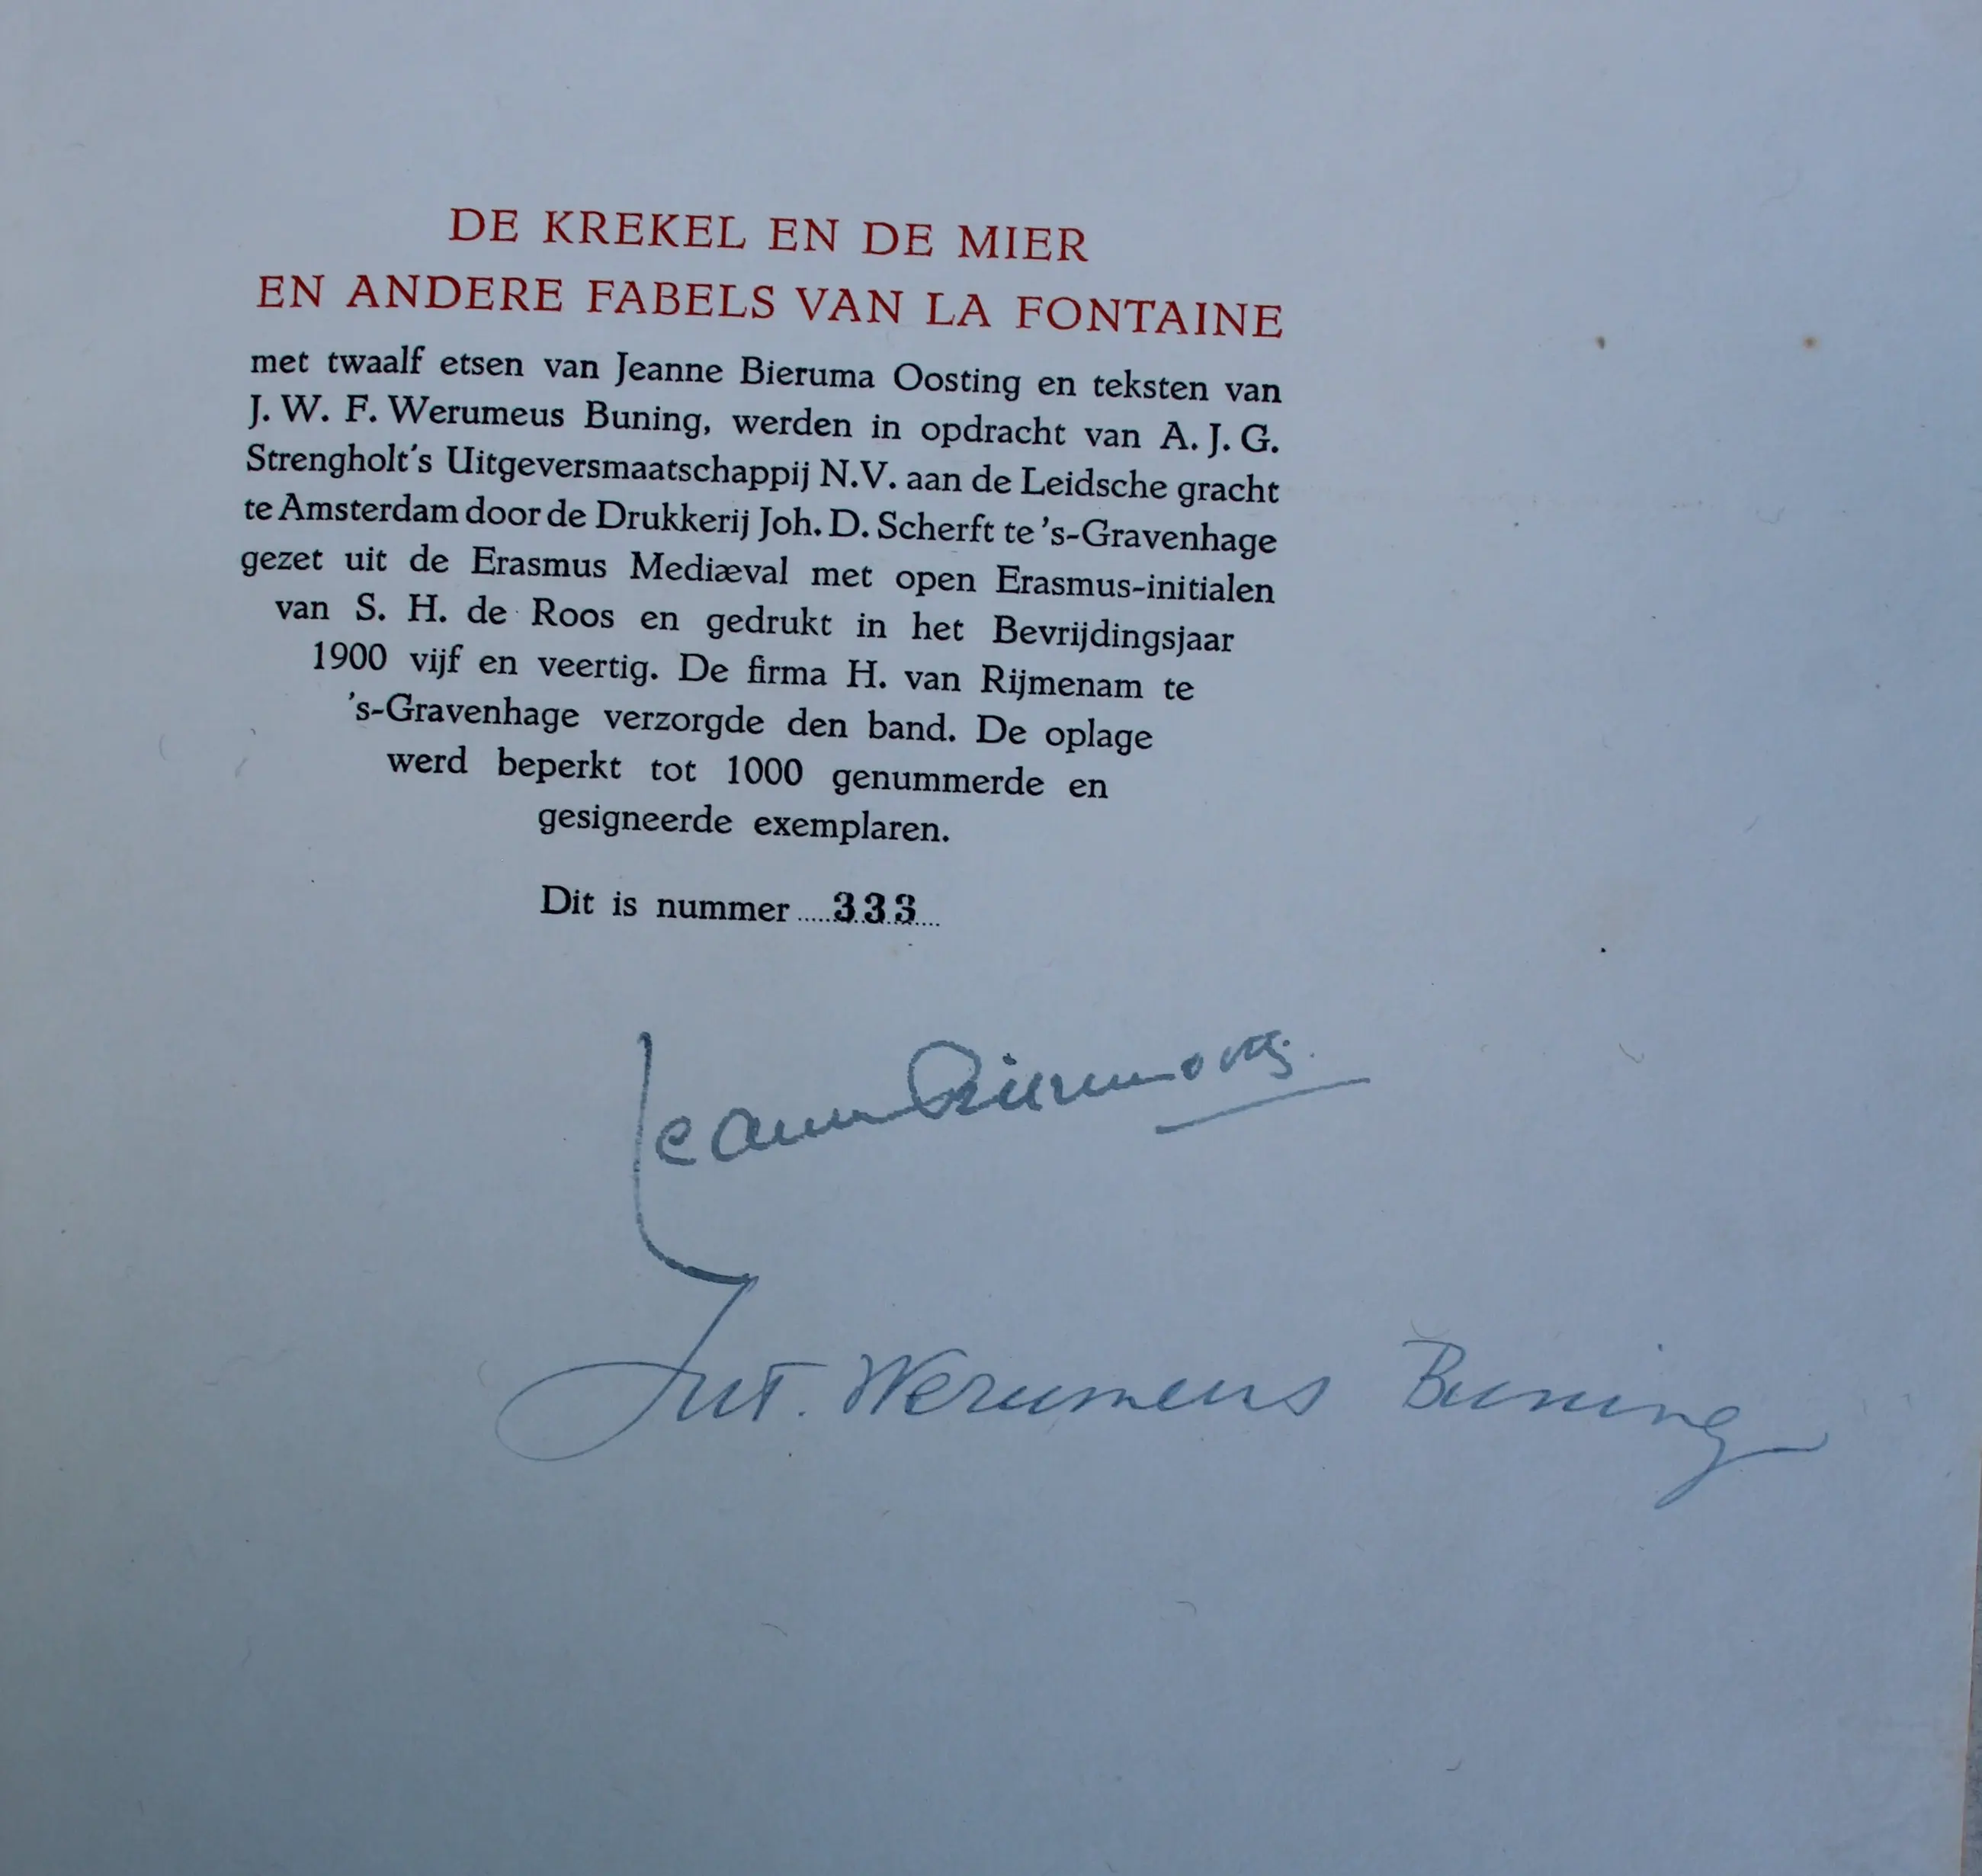 DE KREKEL EN DE MIER
EN ANDERE FABELS VAN LA FONTAINE
met twaalf etsen van Jeanne Bieruma Oosting en teksten van
J. W. F. Werumeus Buning, werden in opdracht van A. J. G.
Strengholt's Uitgeversmaatschappij N.V. aan de Leidsche gracht
te Amsterdam door de Drukkerij Joh. D. Scherft te 's-Gravenhage
gezet uit de Erasmus Mediæval met open Erasmus-initialen
van S. H. de Roos en gedrukt in het Bevrijdingsjaar
1900 vijf en veertig. De firma H. van Rijmenam te
's-Gravenhage verzorgde den band. De oplage
werd beperkt tot 1000 genummerde en
gesigneerde exemplaren.
Dit is nummer ..... 333 ....
Jeanne Bieruma
Werumeus Buning